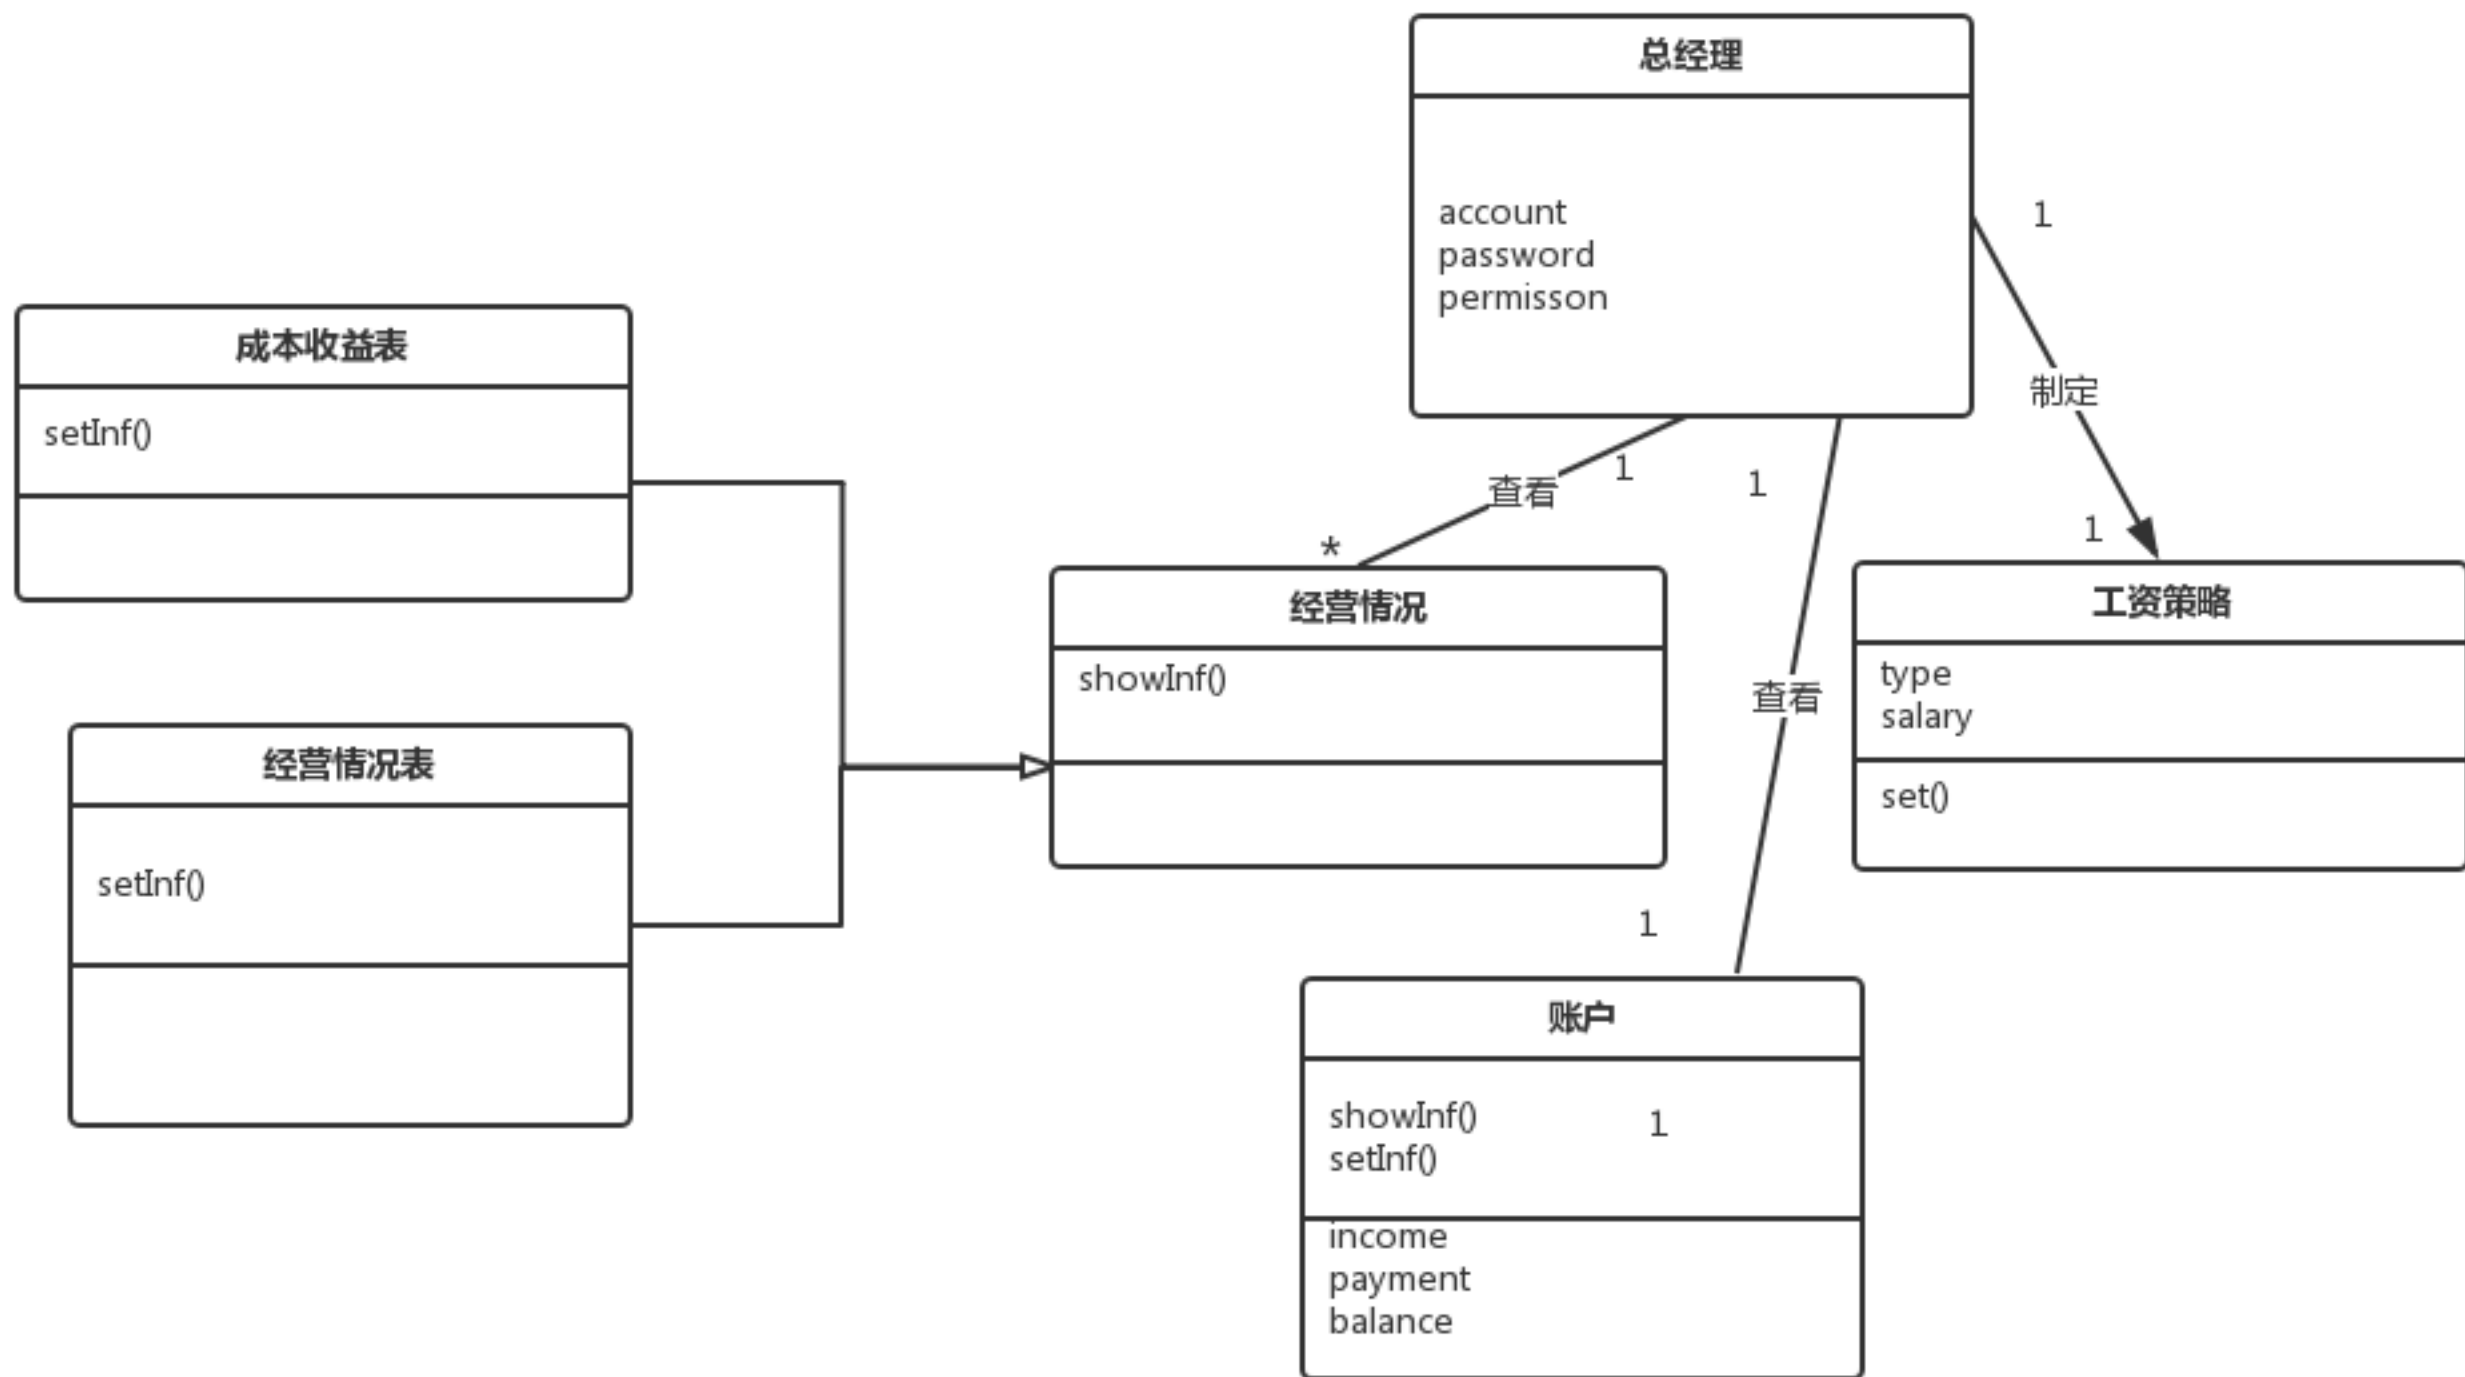 总经理
account
password
permisson
1
制定
1
成本收益表
setInf()
查看
1
*
1
查看
1
经营情况
showInf()
工资策略
type
salary
set()
经营情况表
setInf()
账户
showInf()
setInf()
1
income
payment
balance